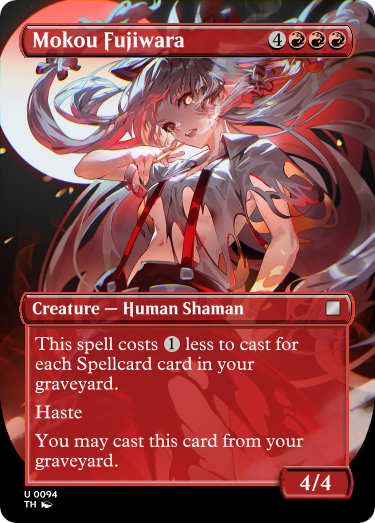 Mokou Fujiwara 4
Creature — Human Shaman
This spell costs 1 less to cast for
each Spellcard card in your
graveyard.
Haste
You may cast this card from your
graveyard.
4/4
U 0094
TH